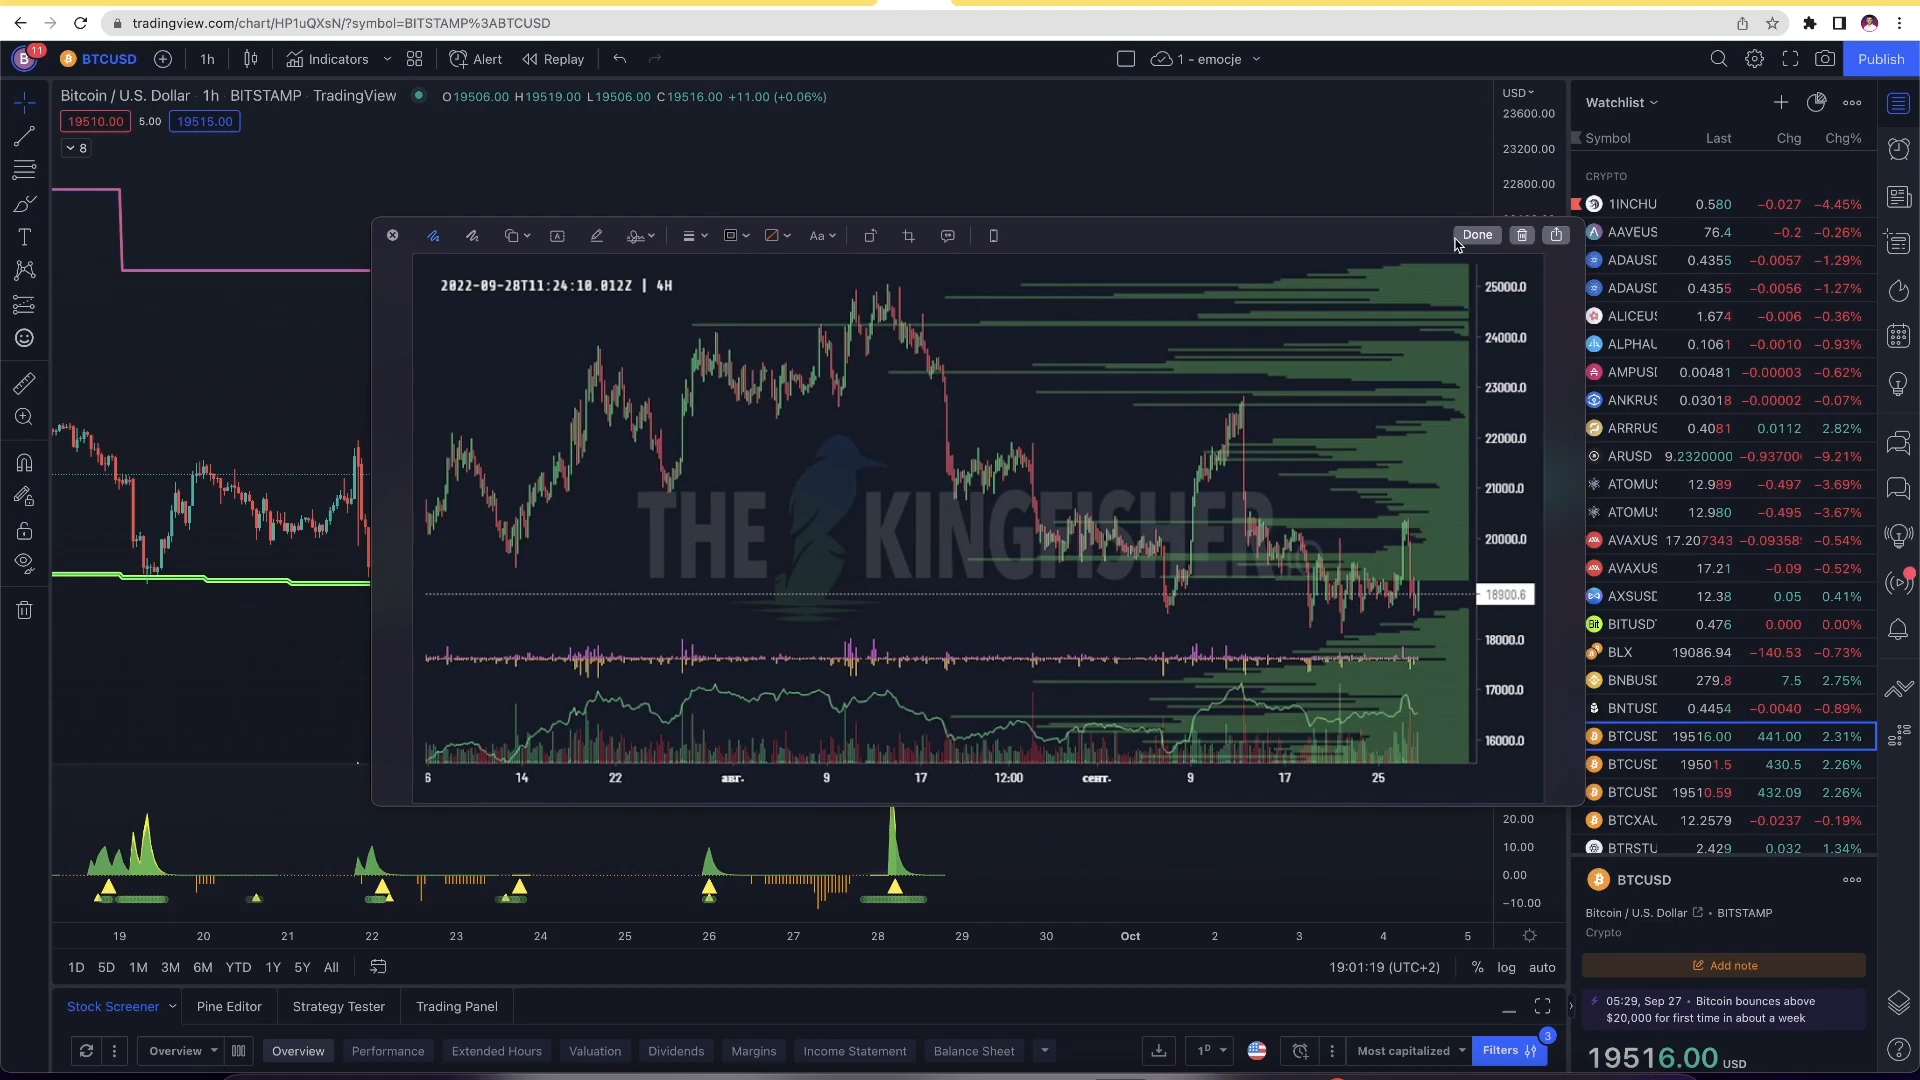 tradingview.com/chart/HP1uQXsN/?symbol=BITSTAMP%3ABTCUSD
B 11 BTCUSD 1h Indicators Alert Replay 1 - emocje Publish
Bitcoin / U.S. Dollar · 1h · BITSTAMP · TradingView O19506.00 H19519.00 L19506.00 C19516.00 +11.00 (+0.06%)
19510.00 5.00 19515.00
8
USD
23600.00
23200.00
22800.00
Aa Done
2022-09-28T11:24:10.012Z | 4H
THE KINGFISHER
25000.0
24000.0
23000.0
22000.0
21000.0
20000.0
18900.6
18000.0
17000.0
16000.0
6 14 22 авг. 9 17 12:00 сент. 9 17 25
20.00
10.00
0.00
−10.00
19 20 21 22 23 24 25 26 27 28 29 30 Oct 2 3 4 5
1D 5D 1M 3M 6M YTD 1Y 5Y All 19:01:19 (UTC+2) % log auto
Stock Screener Pine Editor Strategy Tester Trading Panel
Overview Overview Performance Extended Hours Valuation Dividends Margins Income Statement Balance Sheet 1D Most capitalized Filters 3
Watchlist
Symbol Last Chg Chg%
CRYPTO
1INCHU 0.580 −0.027 −4.45%
AAVEUS 76.4 −0.2 −0.26%
ADAUSD 0.4355 −0.0057 −1.29%
ADAUSD 0.4355 −0.0056 −1.27%
ALICEUS 1.674 −0.006 −0.36%
ALPHAU 0.1061 −0.0010 −0.93%
AMPUSD 0.00481 −0.00003 −0.62%
ANKRUS 0.03018 −0.00002 −0.07%
ARRRUS 0.4081 0.0112 2.82%
ARUSD 9.2320000 −0.93700 −9.21%
ATOMUS 12.989 −0.497 −3.69%
ATOMUS 12.980 −0.495 −3.67%
AVAXUS 17.207343 −0.09358 −0.54%
AVAXUS 17.21 −0.09 −0.52%
AXSUSD 12.38 0.05 0.41%
BITUSD 0.476 0.000 0.00%
BLX 19086.94 −140.53 −0.73%
BNBUSD 279.8 7.5 2.75%
BNTUSD 0.4454 −0.0040 −0.89%
BTCUSD 19516.00 441.00 2.31%
BTCUSD 19501.5 430.5 2.26%
BTCUSD 19510.59 432.09 2.26%
BTCXAU 12.2579 −0.0237 −0.19%
BTRSTU 2.429 0.032 1.34%
BTCUSD
Bitcoin / U.S. Dollar • BITSTAMP
Crypto
Add note
05:29, Sep 27 • Bitcoin bounces above
$20,000 for first time in about a week
19516.00 USD